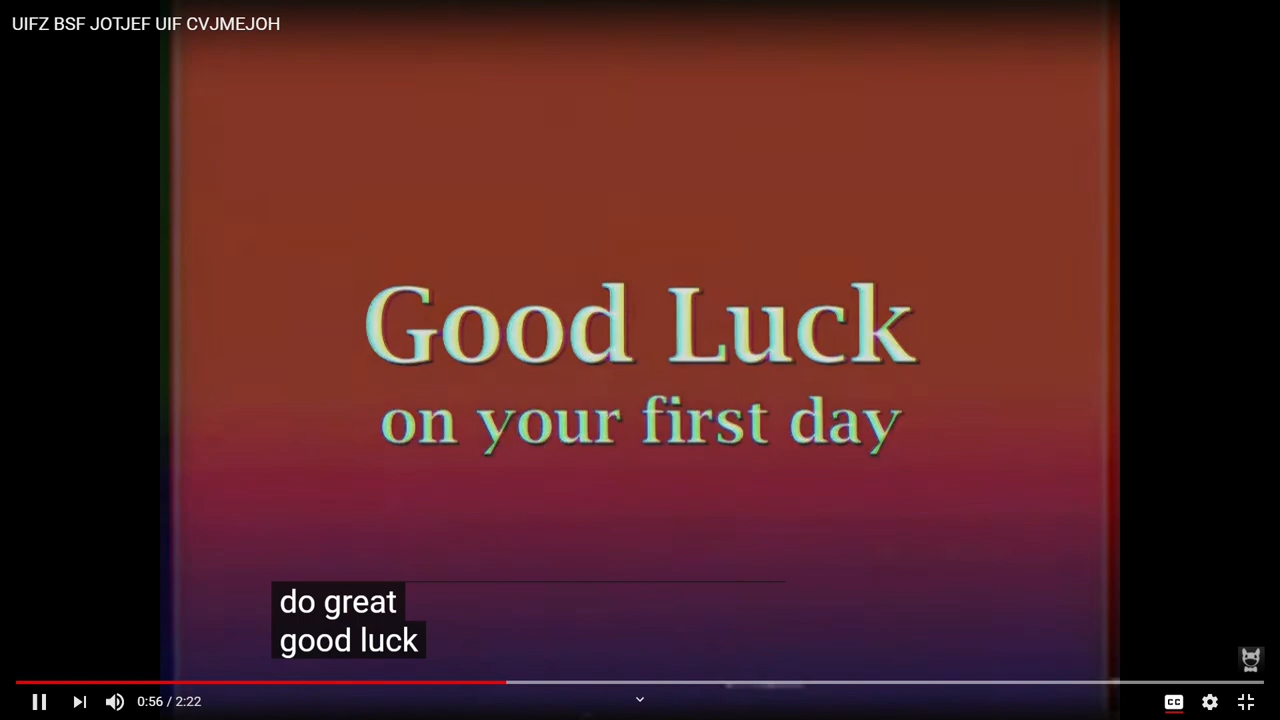 UIFZ BSF JOTJEF UIF CVJMEJOH
Good Luck
on your first day
do great
good luck
0:56 / 2:22
CC